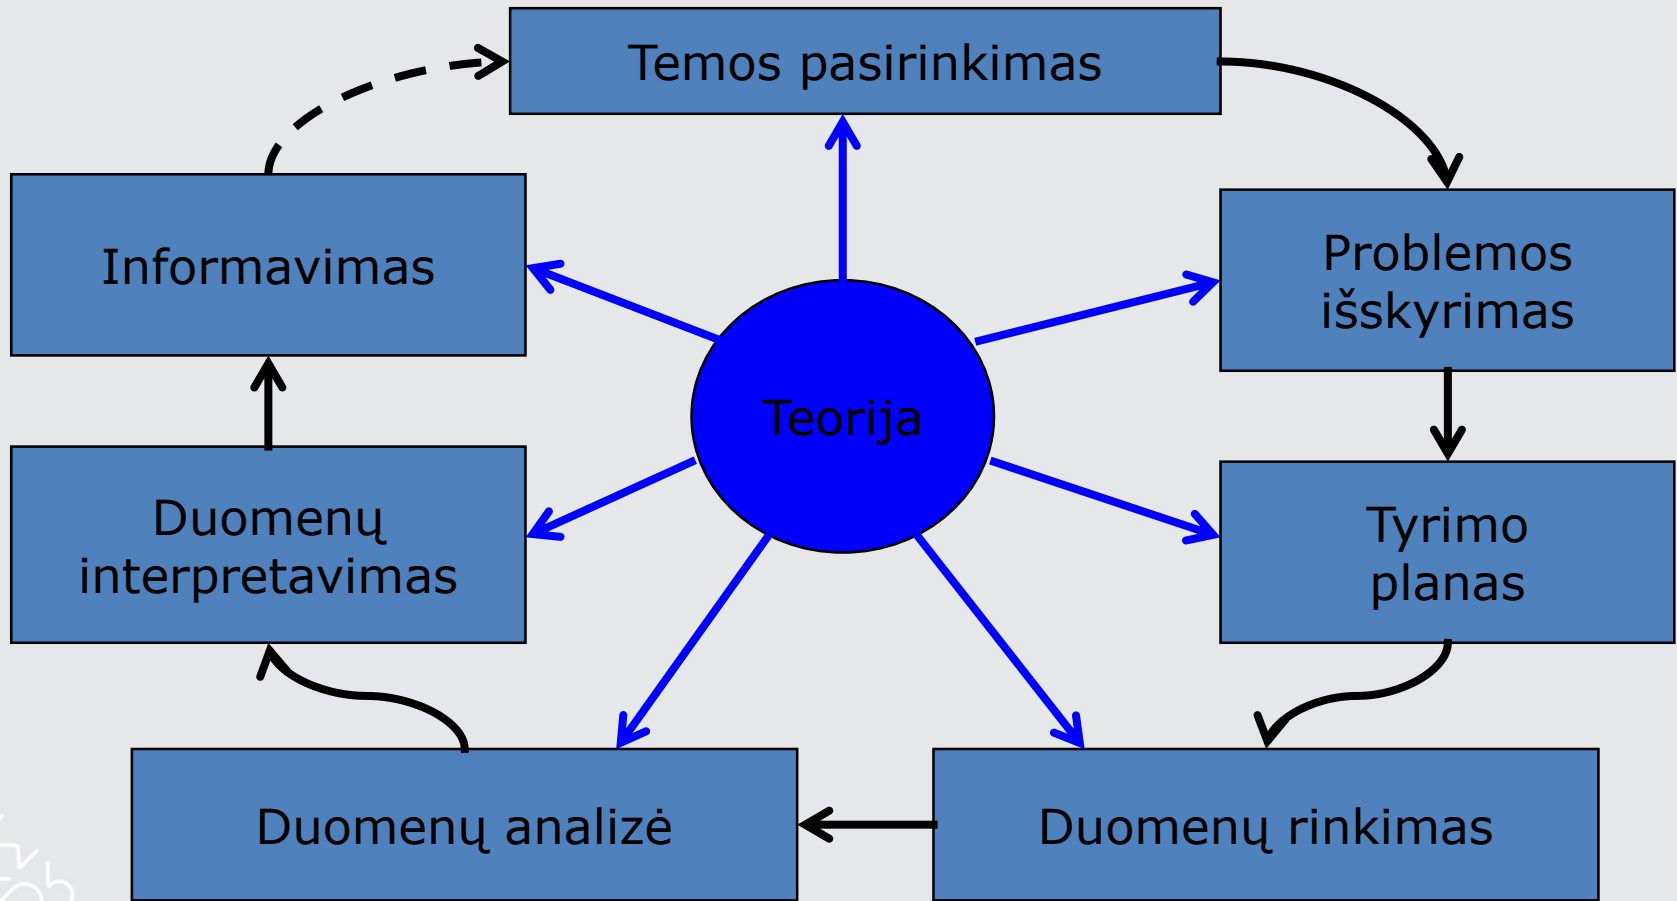 Temos pasirinkimas
Informavimas
Problemos
išskyrimas
Teorija
Duomenų
interpretavimas
Tyrimo
planas
Duomenų analizė
Duomenų rinkimas